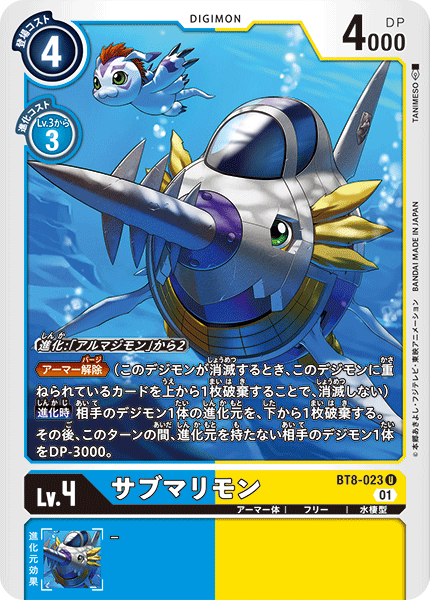 登場コスト
4
DIGIMON
DP
4000
進化コスト
Lv.3から
3
TANIMESO
©本郷あきよし・フジテレビ・東映アニメーション BANDAI MADE IN JAPAN
進化:「アルマジモン」から2
アーマー解除 (このデジモンが消滅するとき、このデジモンに重
ねられているカードを上から1枚破棄することで、消滅しない)
進化時 相手のデジモン1体の進化元を、下から1枚破棄する。
その後、このターンの間、進化元を持たない相手のデジモン1体
をDP-3000。
BT8-023 U
Lv.4 サブマリモン 01
アーマー体 | フリー | 水棲型
進化元効果
-